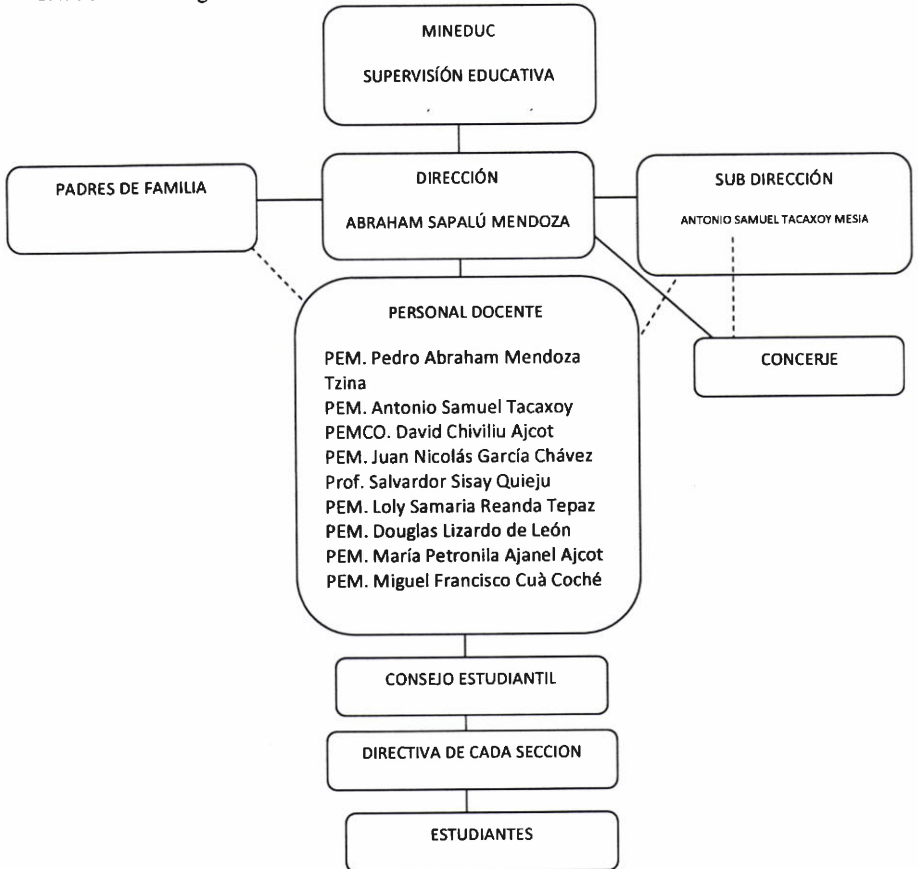 MINEDUC
SUPERVISÍÓN EDUCATIVA
PADRES DE FAMILIA
DIRECCIÓN
ABRAHAM SAPALÚ MENDOZA
SUB DIRECCIÓN
ANTONIO SAMUEL TACAXOY MESIA
PERSONAL DOCENTE
PEM. Pedro Abraham Mendoza
Tzina
PEM. Antonio Samuel Tacaxoy
PEMCO. David Chiviliu Ajcot
PEM. Juan Nicolás García Chávez
Prof. Salvardor Sisay Quieju
PEM. Loly Samaria Reanda Tepaz
PEM. Douglas Lizardo de León
PEM. María Petronila Ajanel Ajcot
PEM. Miguel Francisco Cuà Coché
CONCERJE
CONSEJO ESTUDIANTIL
DIRECTIVA DE CADA SECCION
ESTUDIANTES